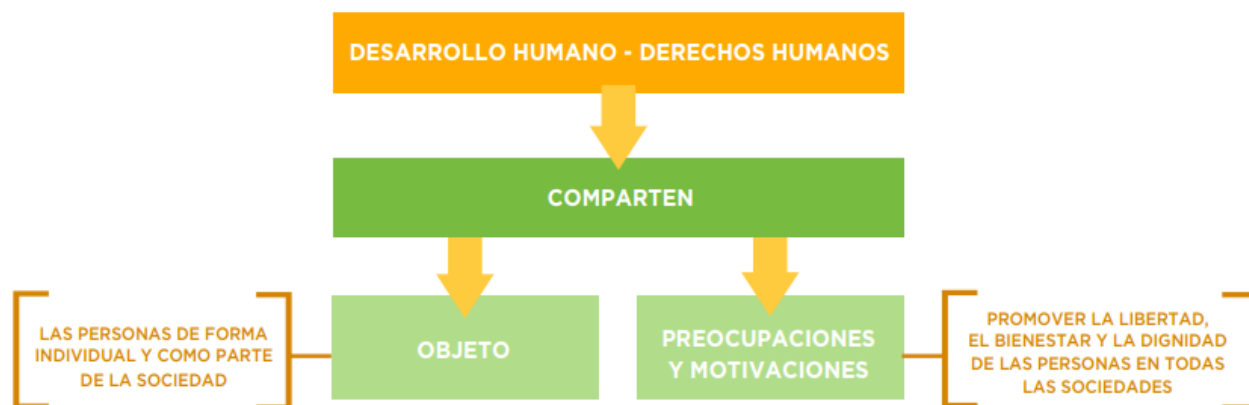 DESARROLLO HUMANO - DERECHOS HUMANOS
COMPARTEN
LAS PERSONAS DE FORMA
INDIVIDUAL Y COMO PARTE
DE LA SOCIEDAD
OBJETO
PREOCUPACIONES
Y MOTIVACIONES
PROMOVER LA LIBERTAD,
EL BIENESTAR Y LA DIGNIDAD
DE LAS PERSONAS EN TODAS
LAS SOCIEDADES